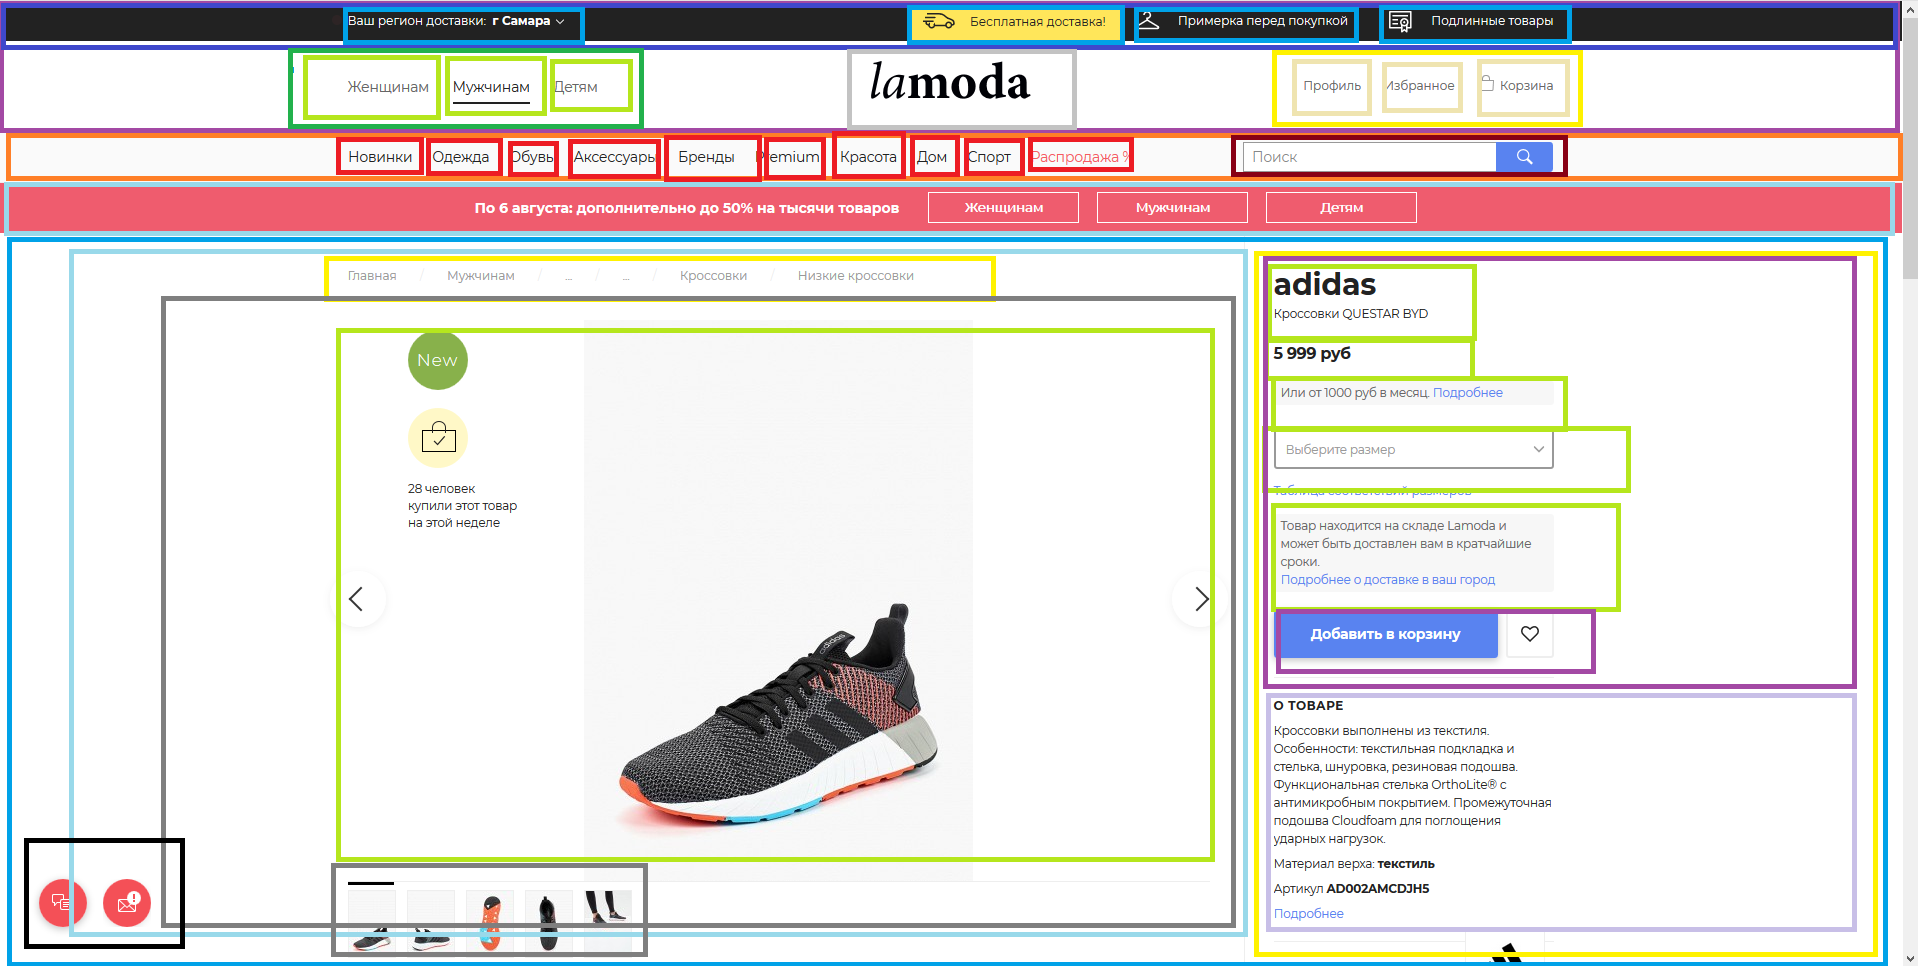 Ваш регион доставки: г Самара
Бесплатная доставка!
Примерка перед покупкой
Подлинные товары
Женщинам Мужчинам Детям
lamoda
Профиль Избранное Корзина
Новинки Одежда Обувь Аксессуары Бренды Premium Красота Дом Спорт Распродажа %
Поиск
По 6 августа: дополнительно до 50% на тысячи товаров Женщинам Мужчинам Детям
Главная / Мужчинам / ... / ... / Кроссовки / Низкие кроссовки
New
28 человек
купили этот товар
на этой неделе
adidas
Кроссовки QUESTAR BYD
5 999 руб
Или от 1000 руб в месяц. Подробнее
Выберите размер
Таблица соответствий размеров
Товар находится на складе Lamoda и
может быть доставлен вам в кратчайшие
сроки.
Подробнее о доставке в ваш город
Добавить в корзину
О ТОВАРЕ
Кроссовки выполнены из текстиля.
Особенности: текстильная подкладка и
стелька, шнуровка, резиновая подошва.
Функциональная стелька OrthoLite® с
антимикробным покрытием. Промежуточная
подошва Cloudfoam для поглощения
ударных нагрузок.
Материал верха: текстиль
Артикул AD002AMCDJH5
Подробнее